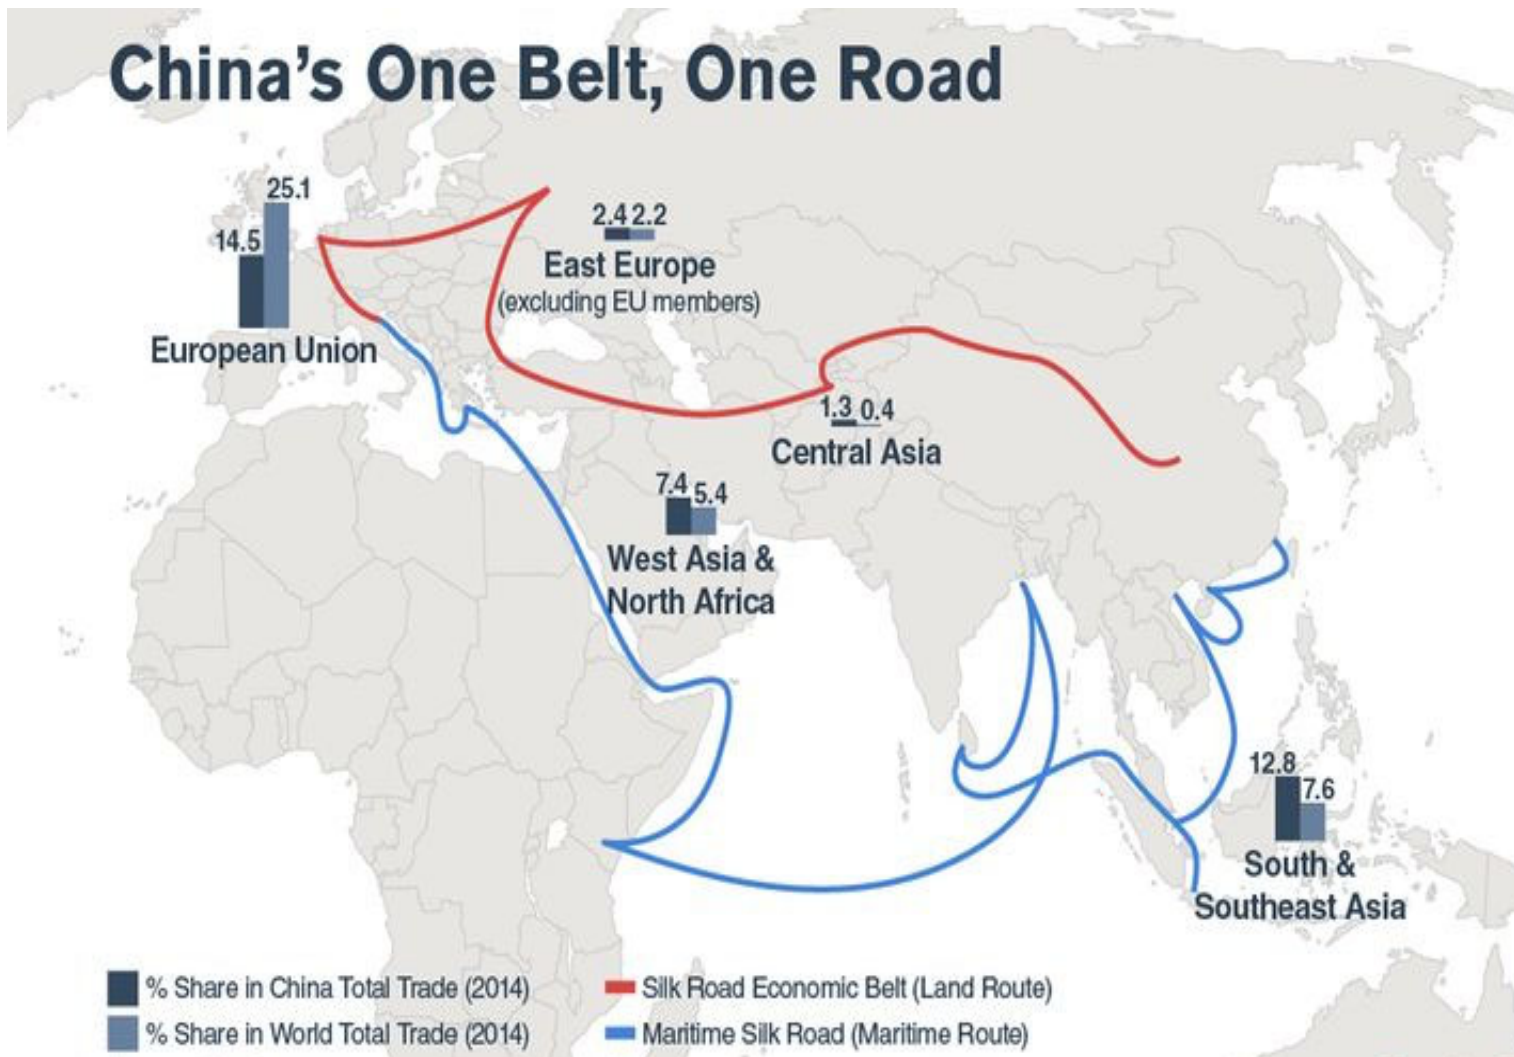 China's One Belt, One Road
25.1
14.5
European Union
2.4 2.2
East Europe
(excluding EU members)
1.3 0.4
Central Asia
7.4 5.4
West Asia &
North Africa
12.8
7.6
South &
Southeast Asia
% Share in China Total Trade (2014)
% Share in World Total Trade (2014)
Silk Road Economic Belt (Land Route)
Maritime Silk Road (Maritime Route)